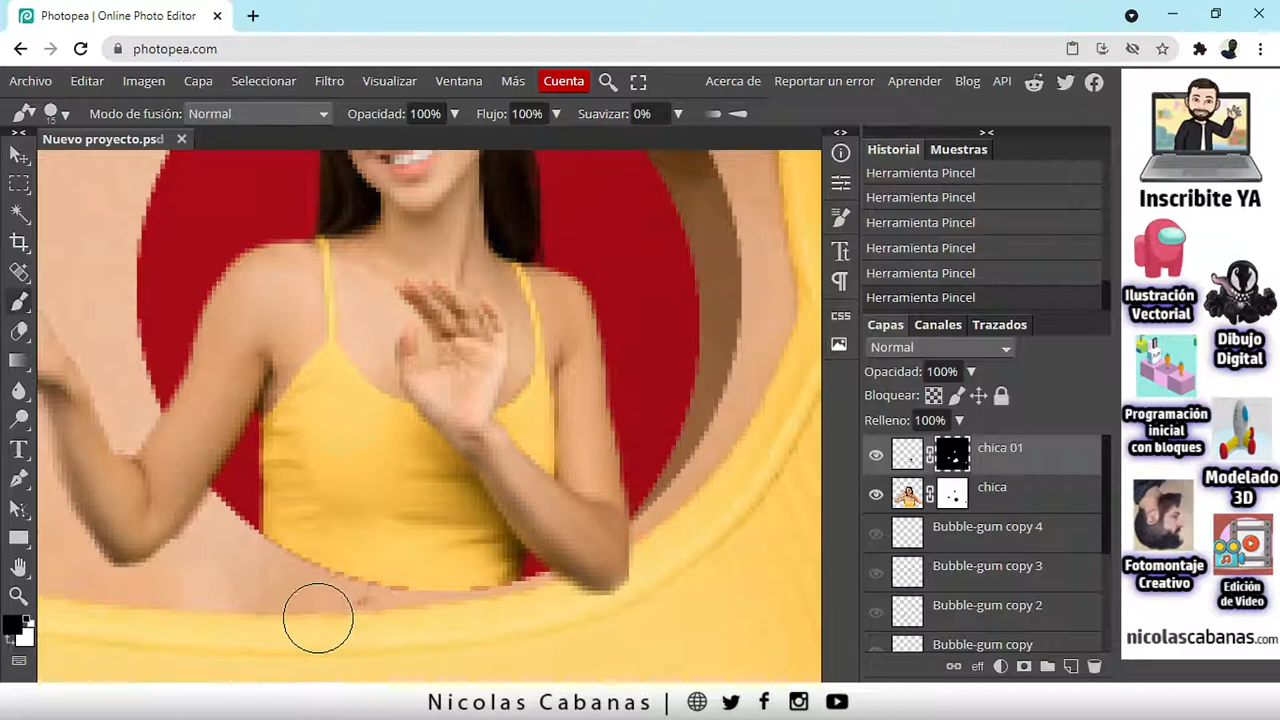 Photopea | Online Photo Editor
photopea.com
Archivo Editar Imagen Capa Seleccionar Filtro Visualizar Ventana Más Cuenta Acerca de Reportar un error Aprender Blog API
15 Modo de fusión: Normal Opacidad: 100% Flujo: 100% Suavizar: 0%
Nuevo proyecto.psd
CSS
Historial Muestras
Herramienta Pincel
Herramienta Pincel
Herramienta Pincel
Herramienta Pincel
Herramienta Pincel
Herramienta Pincel
Capas Canales Trazados
Normal
Opacidad: 100%
Bloquear:
Relleno: 100%
chica 01
chica
Bubble-gum copy 4
Bubble-gum copy 3
Bubble-gum copy 2
Bubble-gum copy
eff
Inscribite YA
Ilustración
Vectorial
Dibujo
Digital
Programación
inicial
con bloques
Modelado
3D
Fotomontaje
Creativo
Edición
de Video
nicolascabanas.com
Nicolas Cabanas |